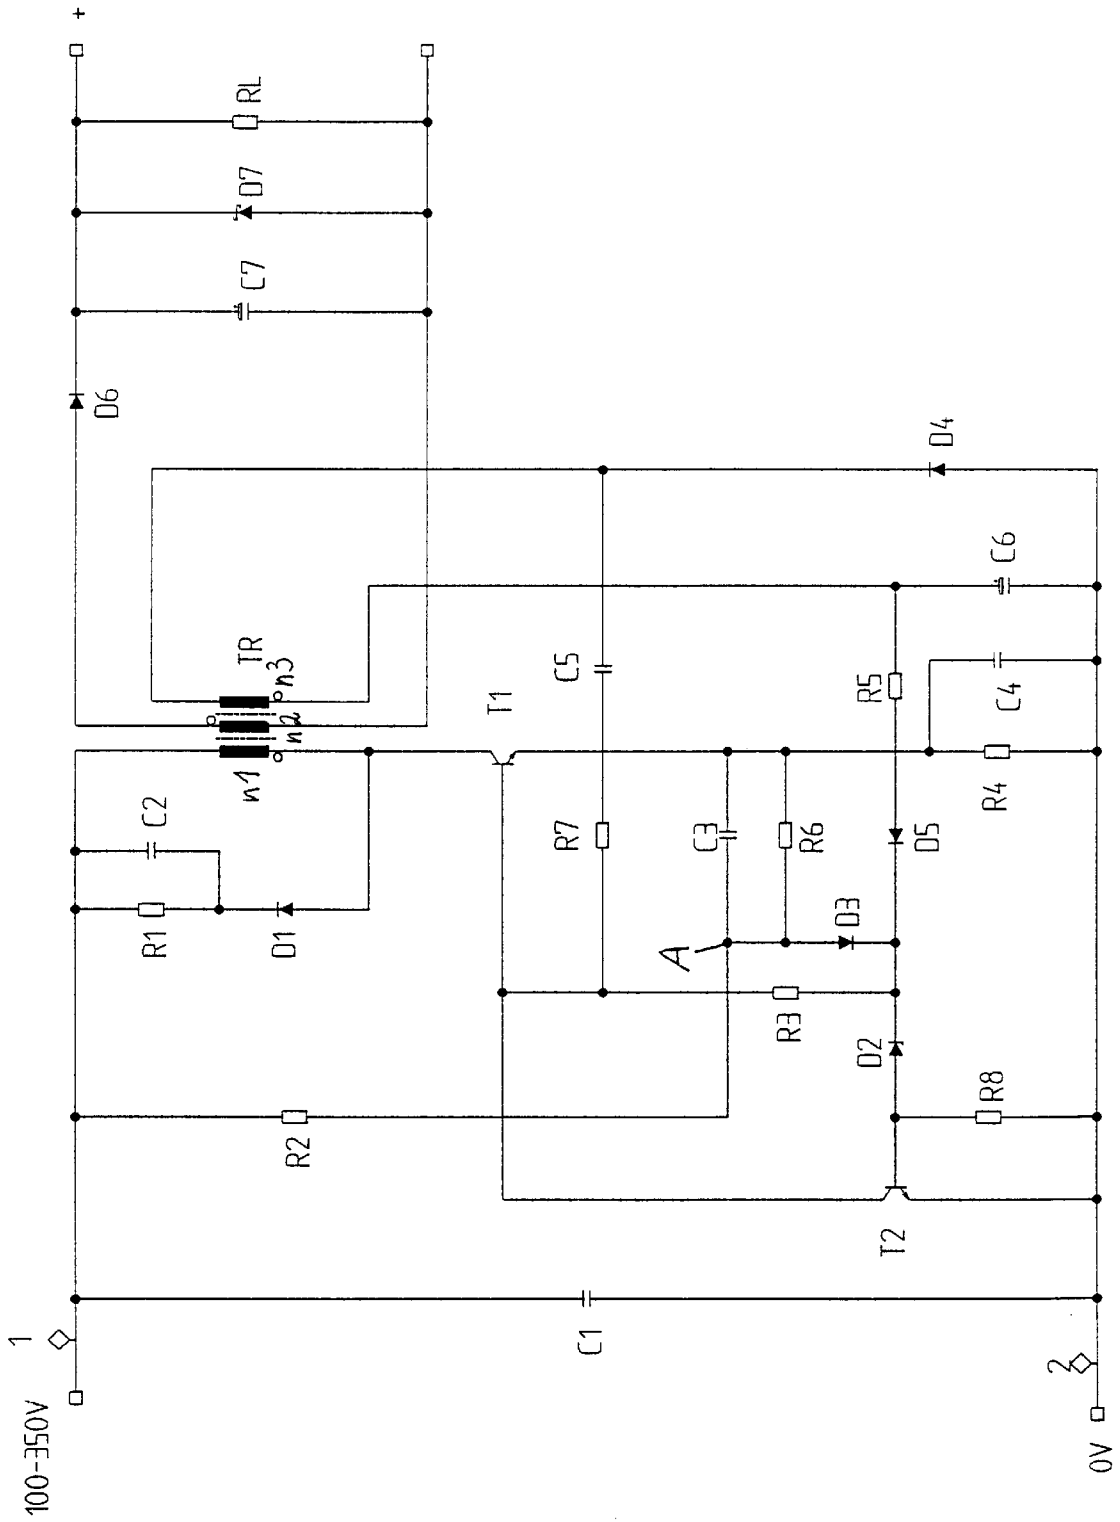 100-350V
1
0V
2
C1
R2
T2
R8
D2
R3
A
D3
R1
D1
C2
R7
C3
R6
D5
R4
n1
n2
n3
TR
T1
C5
R5
C4
C6
D4
D6
C7
D7
RL
+